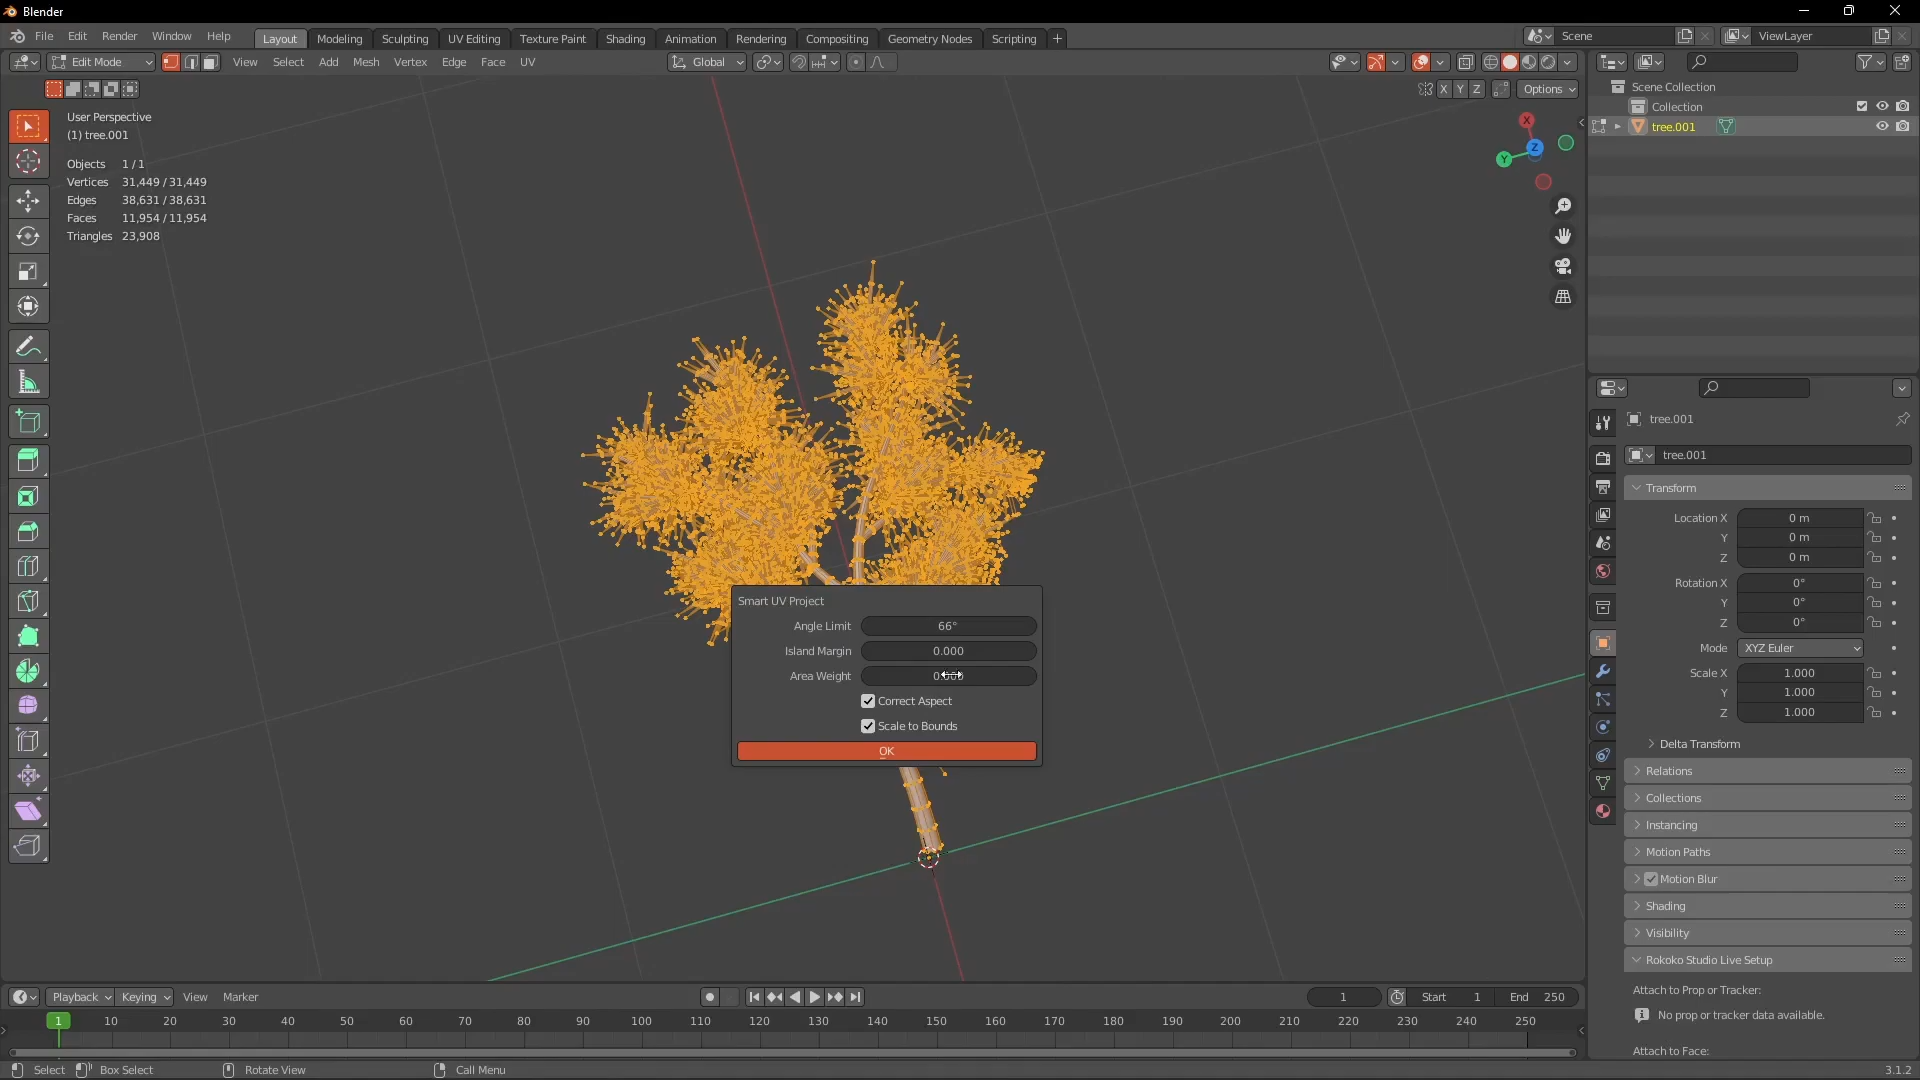 Blender
File Edit Render Window Help Layout Modeling Sculpting UV Editing Texture Paint Shading Animation Rendering Compositing Geometry Nodes Scripting + Scene ViewLayer
Edit Mode View Select Add Mesh Vertex Edge Face UV Global
X Y Z Options
User Perspective
(1) tree.001
Objects 1 / 1
Vertices 31,449 / 31,449
Edges 38,631 / 38,631
Faces 11,954 / 11,954
Triangles 23,908
X
Y
Z
Smart UV Project
Angle Limit 66°
Island Margin 0.000
Area Weight
Correct Aspect
Scale to Bounds
OK
Scene Collection
Collection
tree.001
tree.001
tree.001
Transform
Location X 0 m
Y 0 m
Z 0 m
Rotation X 0°
Y 0°
Z 0°
Mode XYZ Euler
Scale X 1.000
Y 1.000
Z 1.000
Delta Transform
Relations
Collections
Instancing
Motion Paths
Motion Blur
Shading
Visibility
Rokoko Studio Live Setup
Attach to Prop or Tracker:
No prop or tracker data available.
Attach to Face:
Playback Keying View Marker 1 Start 1 End 250
1 10 20 30 40 50 60 70 80 90 100 110 120 130 140 150 160 170 180 190 200 210 220 230 240 250
Select Box Select Rotate View Call Menu 3.1.2